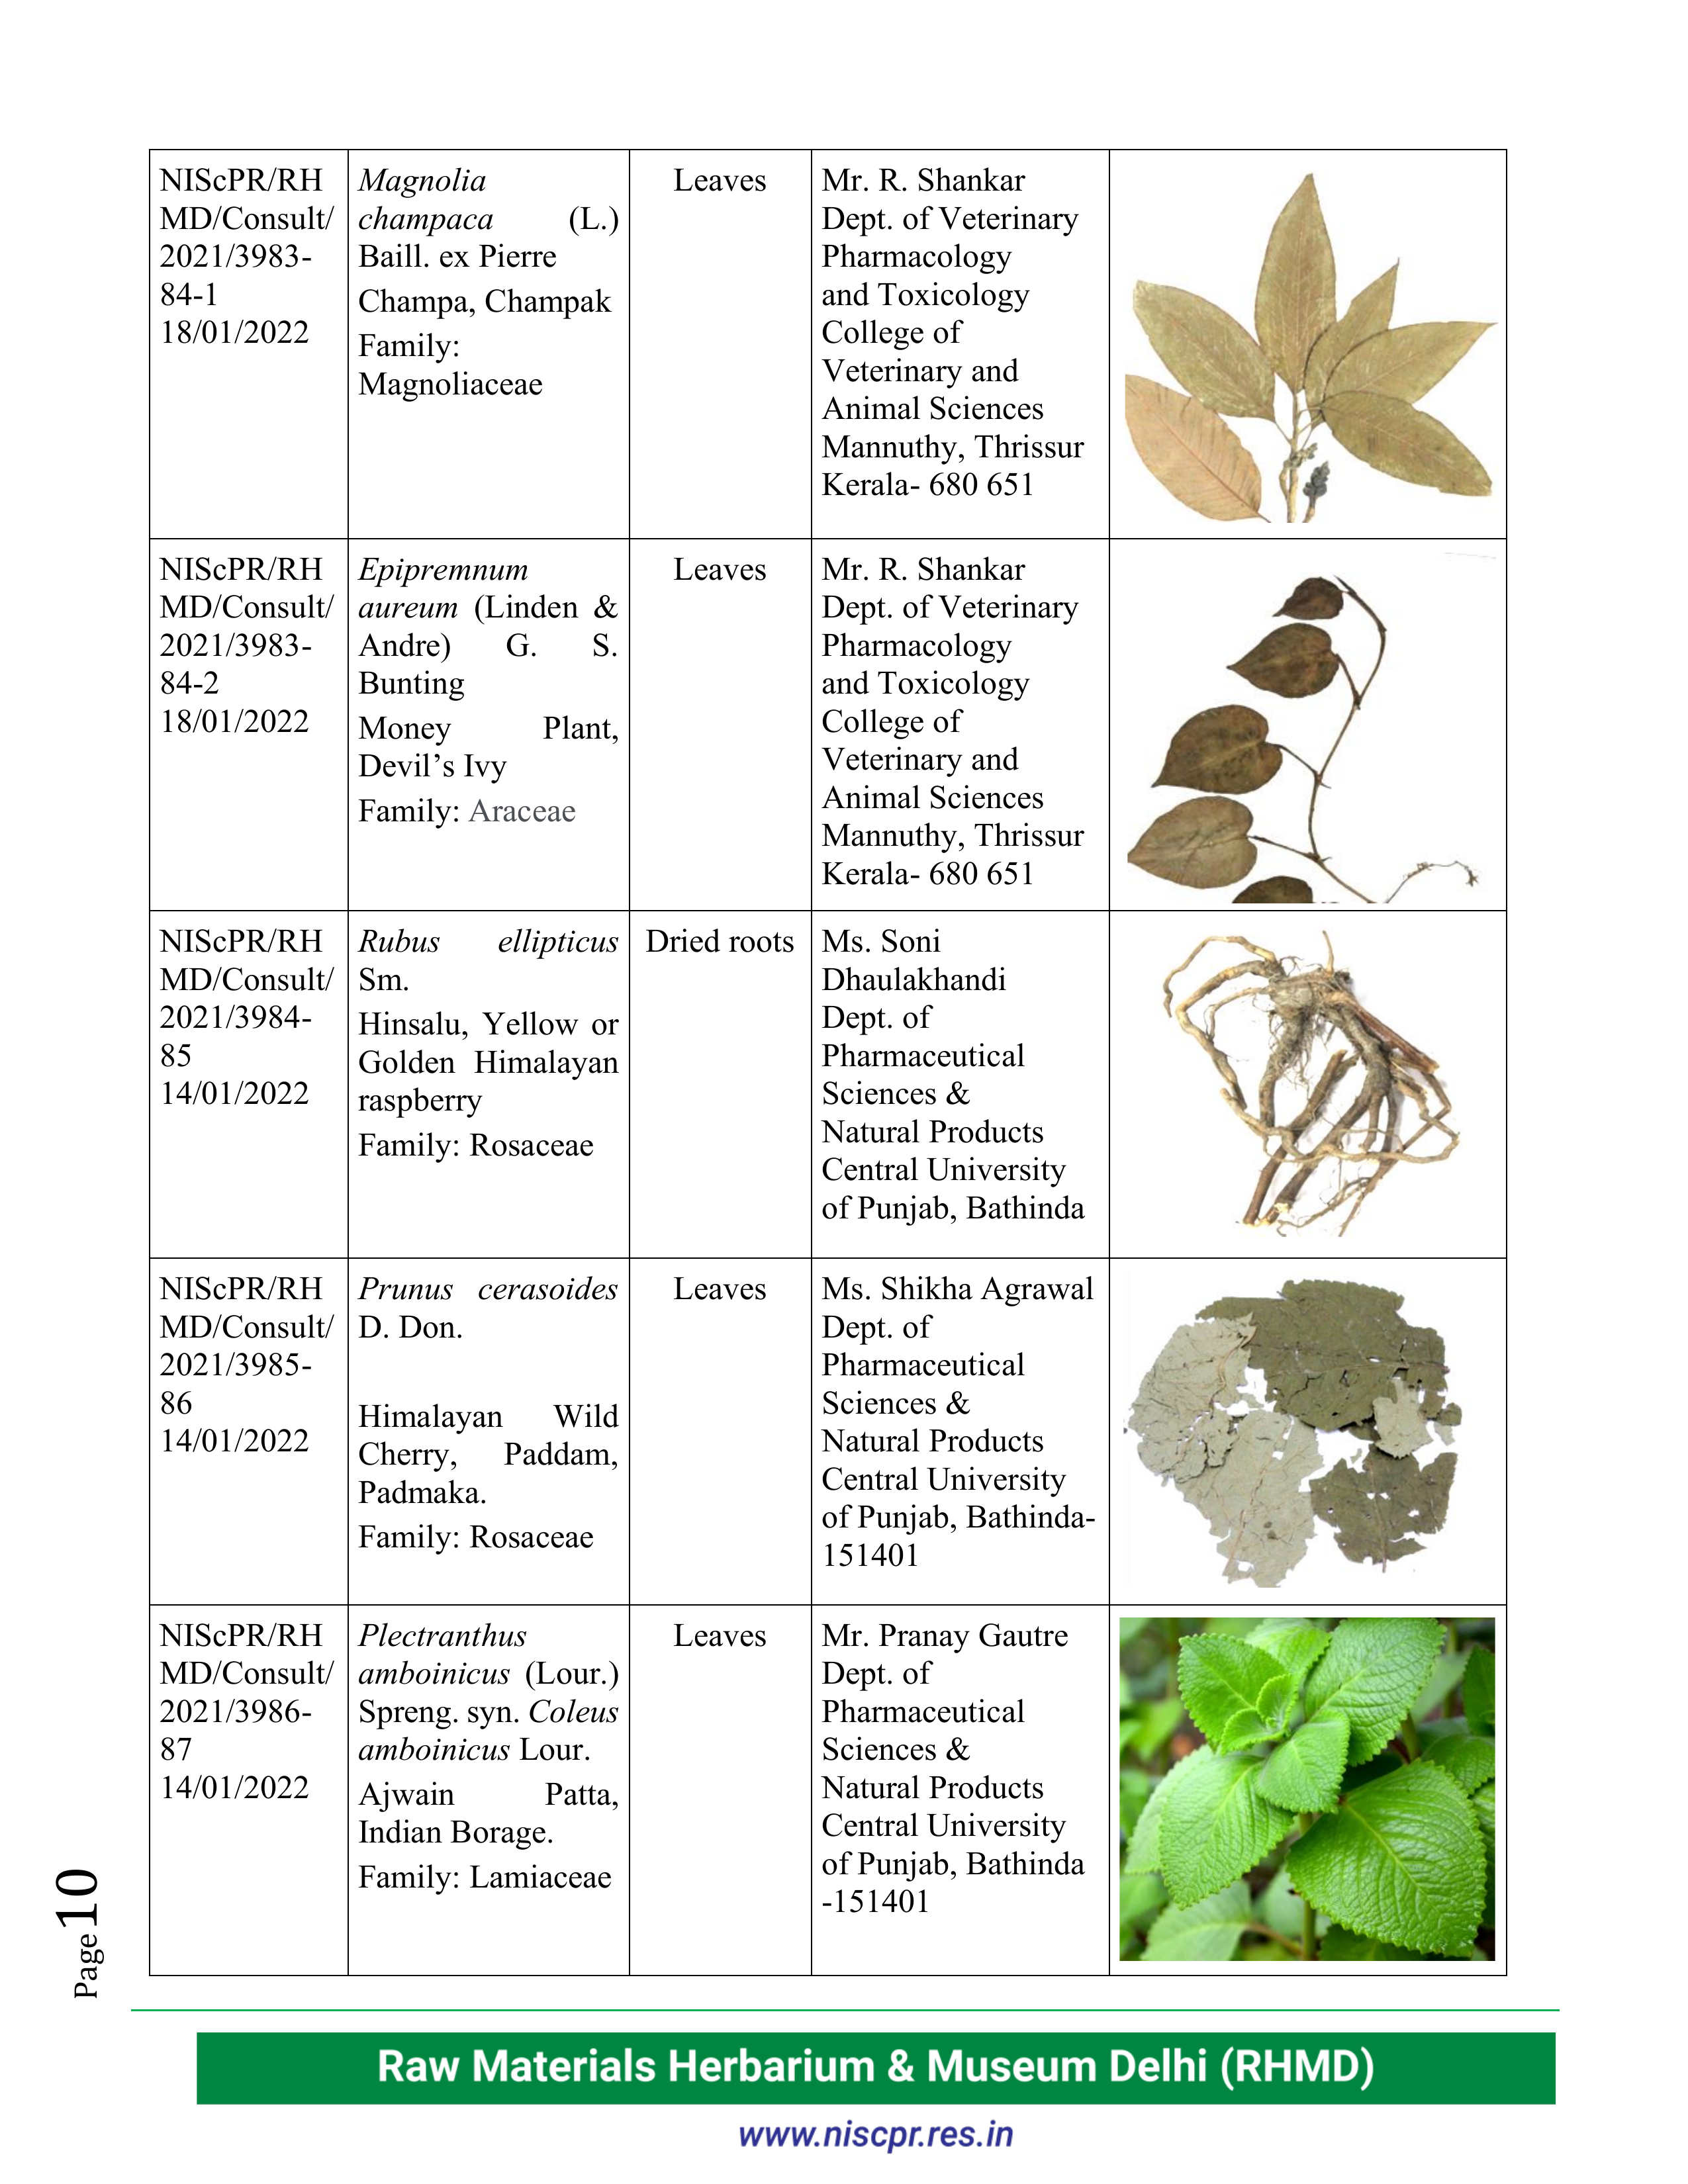 NIScPR/RH
MD/Consult/
2021/3983-
84-1
18/01/2022
Magnolia
champaca (L.)
Baill. ex Pierre
Champa, Champak
Family:
Magnoliaceae
Leaves
Mr. R. Shankar
Dept. of Veterinary
Pharmacology
and Toxicology
College of
Veterinary and
Animal Sciences
Mannuthy, Thrissur
Kerala- 680 651
NIScPR/RH
MD/Consult/
2021/3983-
84-2
18/01/2022
Epipremnum
aureum (Linden &
Andre) G. S.
Bunting
Money Plant,
Devil’s Ivy
Family: Araceae
Leaves
Mr. R. Shankar
Dept. of Veterinary
Pharmacology
and Toxicology
College of
Veterinary and
Animal Sciences
Mannuthy, Thrissur
Kerala- 680 651
NIScPR/RH
MD/Consult/
2021/3984-
85
14/01/2022
Rubus ellipticus
Sm.
Hinsalu, Yellow or
Golden Himalayan
raspberry
Family: Rosaceae
Dried roots
Ms. Soni
Dhaulakhandi
Dept. of
Pharmaceutical
Sciences &
Natural Products
Central University
of Punjab, Bathinda
NIScPR/RH
MD/Consult/
2021/3985-
86
14/01/2022
Prunus cerasoides
D. Don.
Himalayan Wild
Cherry, Paddam,
Padmaka.
Family: Rosaceae
Leaves
Ms. Shikha Agrawal
Dept. of
Pharmaceutical
Sciences &
Natural Products
Central University
of Punjab, Bathinda-
151401
NIScPR/RH
MD/Consult/
2021/3986-
87
14/01/2022
Plectranthus
amboinicus (Lour.)
Spreng. syn. Coleus
amboinicus Lour.
Ajwain Patta,
Indian Borage.
Family: Lamiaceae
Leaves
Mr. Pranay Gautre
Dept. of
Pharmaceutical
Sciences &
Natural Products
Central University
of Punjab, Bathinda
-151401
Page 10
Raw Materials Herbarium & Museum Delhi (RHMD)
www.niscpr.res.in